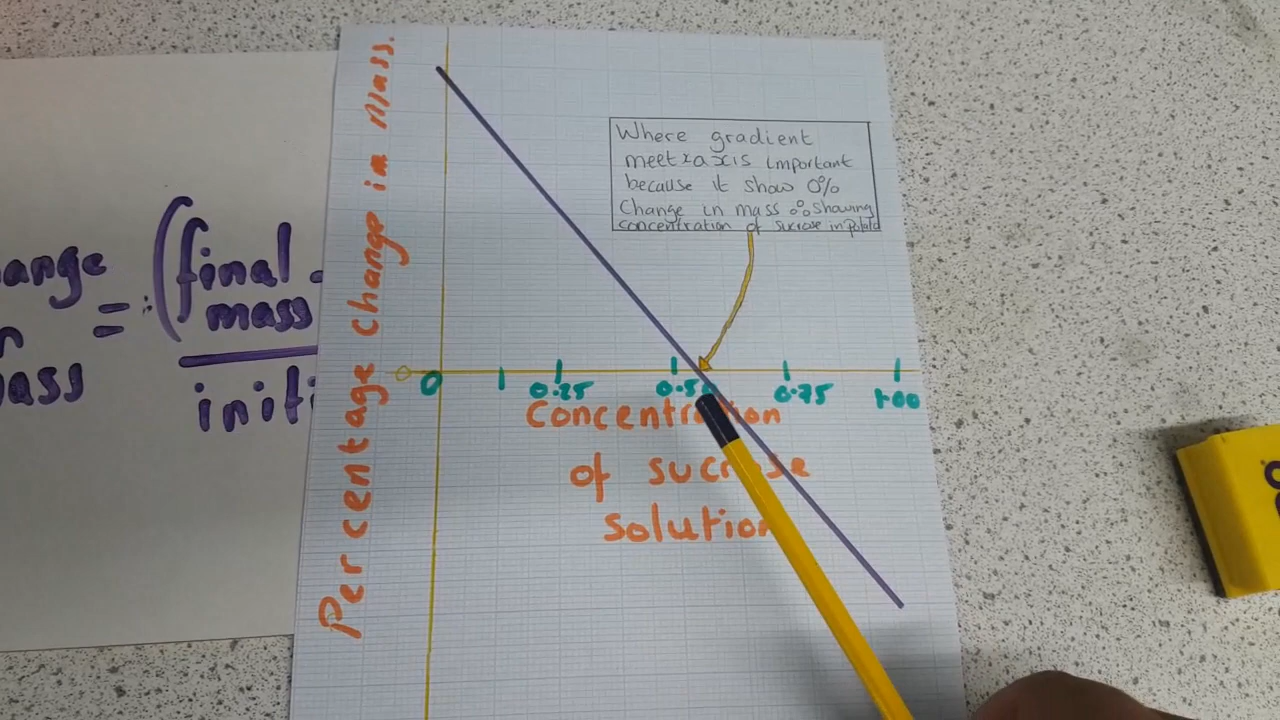 ange
n
ass
= (final
mass
initi
Percentage change in mass.
Where gradient
meet x axis important
because it show 0%
Change in mass ∴ showing
concentration of sucrose in potato
0
0
0.25
0.50
0.75
1.00
Concentration
of sucrose
solution